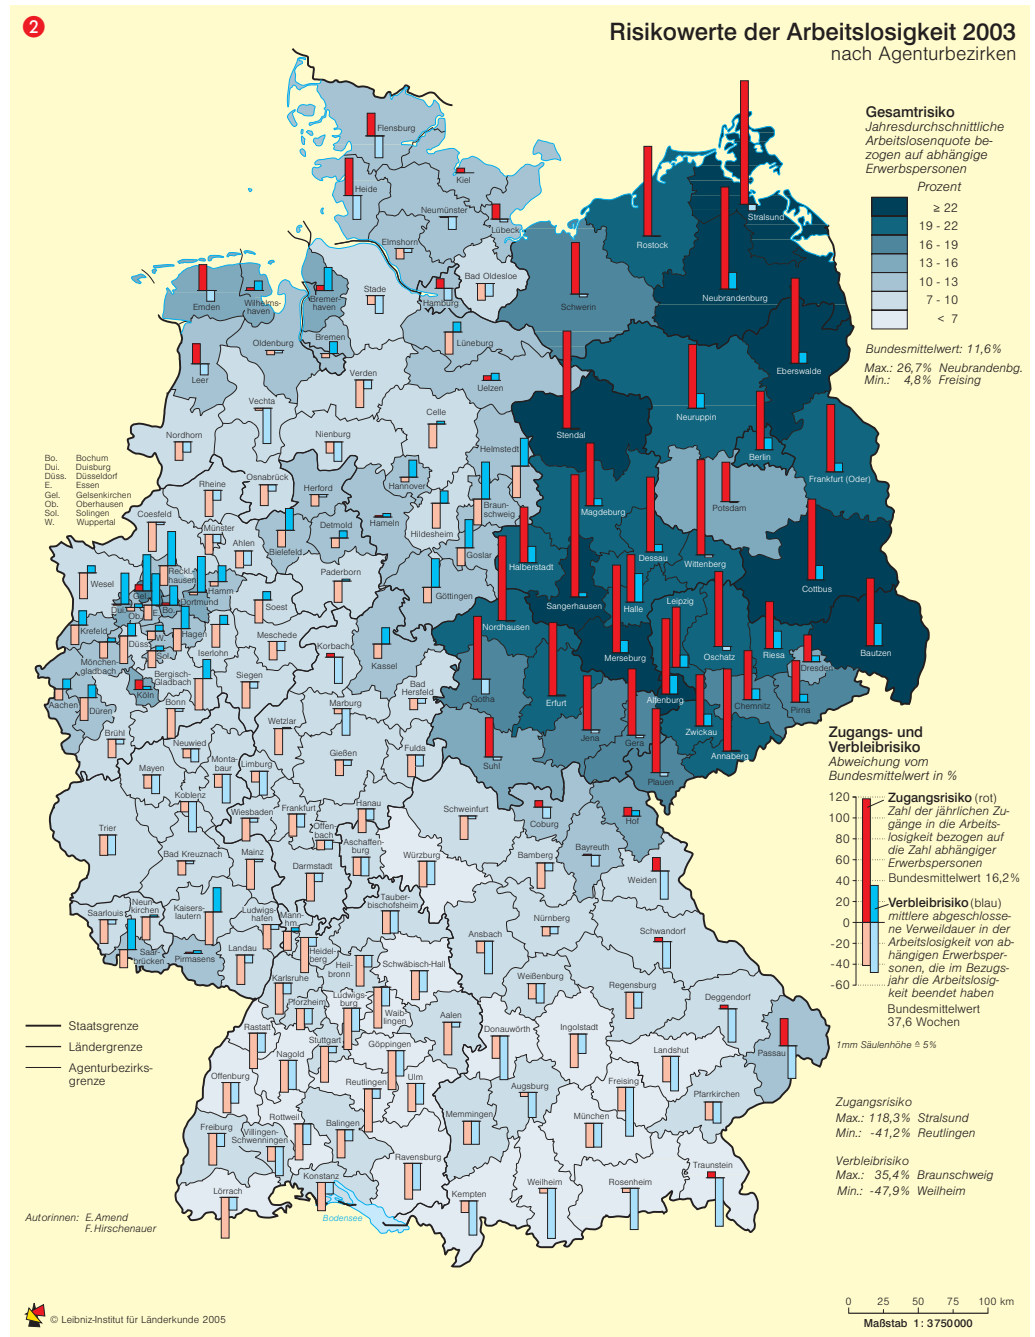 2
Risikowerte der Arbeitslosigkeit 2003
nach Agenturbezirken
Gesamtrisiko
Jahresdurchschnittliche
Arbeitslosenquote be-
zogen auf abhängige
Erwerbspersonen
Prozent
≥ 22
19 - 22
16 - 19
13 - 16
10 - 13
7 - 10
< 7
Bundesmittelwert: 11,6%
Max.: 26,7% Neubrandenbg.
Min.: 4,8% Freising
Flensburg
Kiel
Heide
Neumünster
Lübeck
Stralsund
Rostock
Elmshorn
Bad Oldesloe
Schwerin
Neubrandenburg
Emden
Wilhelms-
haven
Bremer-
haven
Stade
Hamburg
Oldenburg
Bremen
Lüneburg
Eberswalde
Leer
Verden
Uelzen
Vechta
Celle
Neuruppin
Nordhorn
Nienburg
Stendal
Helmstedt
Berlin
Frankfurt (Oder)
Bo. Bochum
Dui. Duisburg
Düss. Düsseldorf
E. Essen
Gel. Gelsenkirchen
Ob. Oberhausen
Sol. Solingen
W. Wuppertal
Osnabrück
Rheine
Herford
Hannover
Braun-
schweig
Magdeburg
Potsdam
Coesfeld
Münster
Detmold
Hameln
Hildesheim
Ahlen
Bielefeld
Goslar
Halberstadt
Dessau
Wittenberg
Wesel
Reckl-
hausen
Hamm
Paderborn
Göttingen
Sangerhausen
Halle
Leipzig
Cottbus
Gel.
Dortmund
Dui.
Ob.
E.
Bo.
Soest
Nordhausen
Krefeld
Düss.
W.
Hagen
Iserlohn
Meschede
Korbach
Kassel
Merseburg
Oschatz
Riesa
Bautzen
Dresden
Mönchen-
gladbach
Sol.
Bergisch-
Gladbach
Siegen
Aachen
Düren
Köln
Bonn
Marburg
Bad
Hersfeld
Gotha
Erfurt
Altenburg
Chemnitz
Pirna
Brühl
Wetzlar
Jena
Gera
Zwickau
Neuwied
Gießen
Fulda
Suhl
Annaberg
Mayen
Monta-
baur
Limburg
Plauen
Koblenz
Wiesbaden
Frankfurt
Hanau
Schweinfurt
Coburg
Hof
Trier
Offen-
bach
Aschaffen-
burg
Bad Kreuznach
Mainz
Darmstadt
Würzburg
Bamberg
Bayreuth
Weiden
Saarlouis
Neun-
kirchen
Kaisers-
lautern
Ludwigs-
hafen
Mann-
hm.
Tauber-
bischofsheim
Nürnberg
Schwandorf
Ansbach
Saar-
brücken
Pirmasens
Landau
Heidel-
berg
Heil-
bronn
Schwäbisch-Hall
Karlsruhe
Weißenburg
Regensburg
Deggendorf
Pforzheim
Ludwigs-
burg
Waib-
lingen
Aalen
Donauwörth
Ingolstadt
Rastatt
Stuttgart
Göppingen
Landshut
Passau
Nagold
Offenburg
Reutlingen
Ulm
Augsburg
Freising
Pfarrkirchen
Rottweil
Memmingen
München
Freiburg
Villingen-
Schwenningen
Balingen
Ravensburg
Traunstein
Konstanz
Lörrach
Kempten
Weilheim
Rosenheim
Bodensee
Zugangs- und
Verbleibrisiko
Abweichung vom
Bundesmittelwert in %
120
100
80
60
40
20
0
-20
-40
-60
Zugangsrisiko (rot)
Zahl der jährlichen Zu-
gänge in die Arbeits-
losigkeit bezogen auf
die Zahl abhängiger
Erwerbspersonen
Bundesmittelwert 16,2%
Verbleibrisiko (blau)
mittlere abgeschlosse-
ne Verweildauer in der
Arbeitslosigkeit von ab-
hängigen Erwerbsper-
sonen, die im Bezugs-
jahr die Arbeitslosig-
keit beendet haben
Bundesmittelwert
37,6 Wochen
1mm Säulenhöhe ≙ 5%
Zugangsrisiko
Max.: 118,3% Stralsund
Min.: -41,2% Reutlingen
Verbleibrisiko
Max.: 35,4% Braunschweig
Min.: -47,9% Weilheim
Staatsgrenze
Ländergrenze
Agenturbezirks-
grenze
Autorinnen: E.Amend
F.Hirschenauer
© Leibniz-Institut für Länderkunde 2005
0 25 50 75 100 km
Maßstab 1 : 3750000